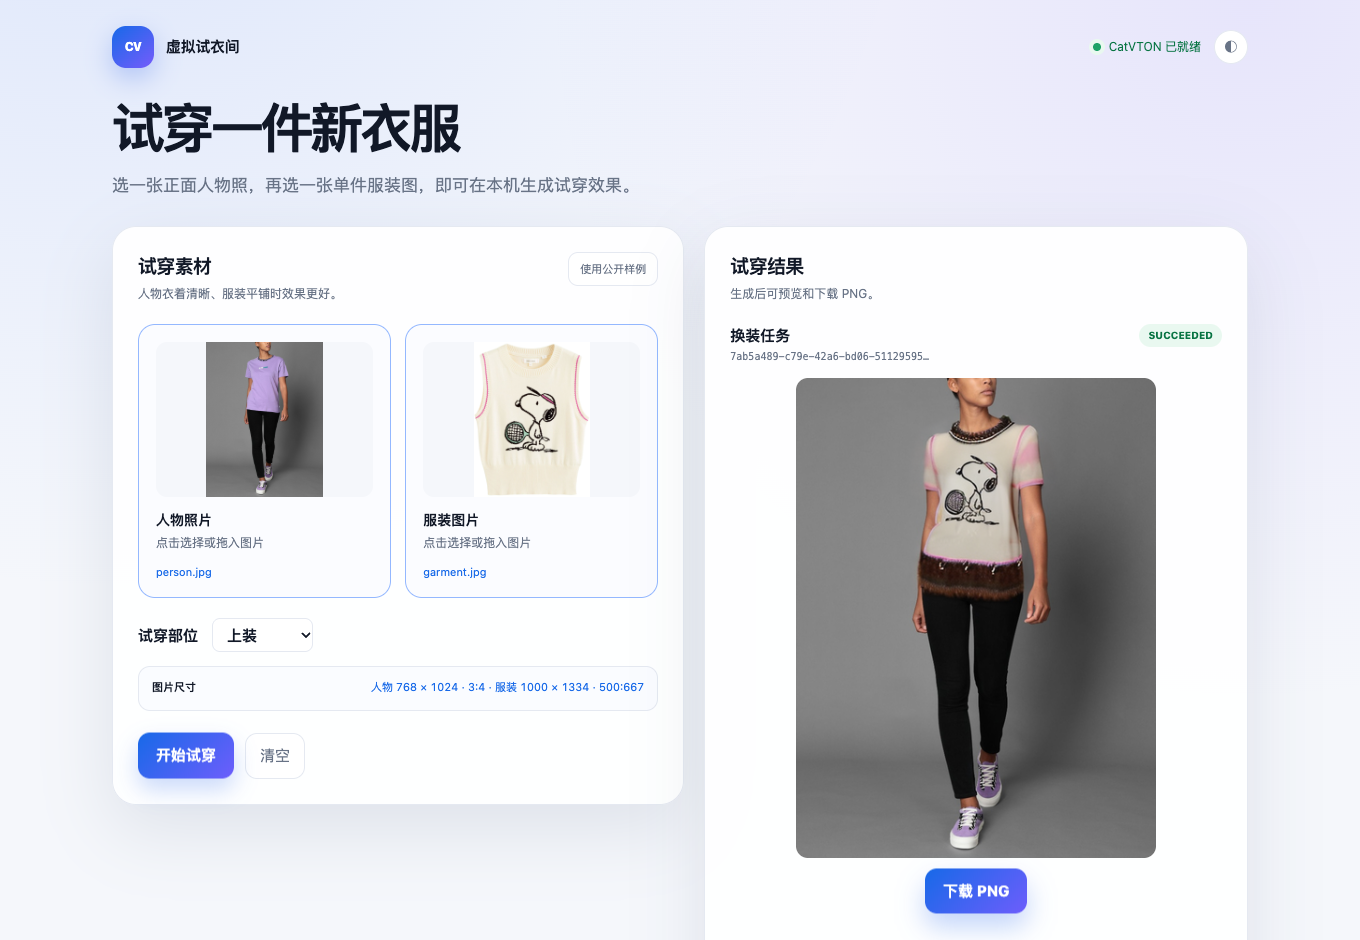 CV
虚拟试衣间
CatVTON 已就绪
试穿一件新衣服
选一张正面人物照，再选一张单件服装图，即可在本机生成试穿效果。
试穿素材
人物衣着清晰、服装平铺时效果更好。
使用公开样例
人物照片
点击选择或拖入图片
person.jpg
服装图片
点击选择或拖入图片
garment.jpg
试穿部位
上装
图片尺寸
人物 768 × 1024 · 3:4 · 服装 1000 × 1334 · 500:667
开始试穿
清空
试穿结果
生成后可预览和下载 PNG。
换装任务
SUCCEEDED
7ab5a489-c79e-42a6-bd06-51129595…
下载 PNG